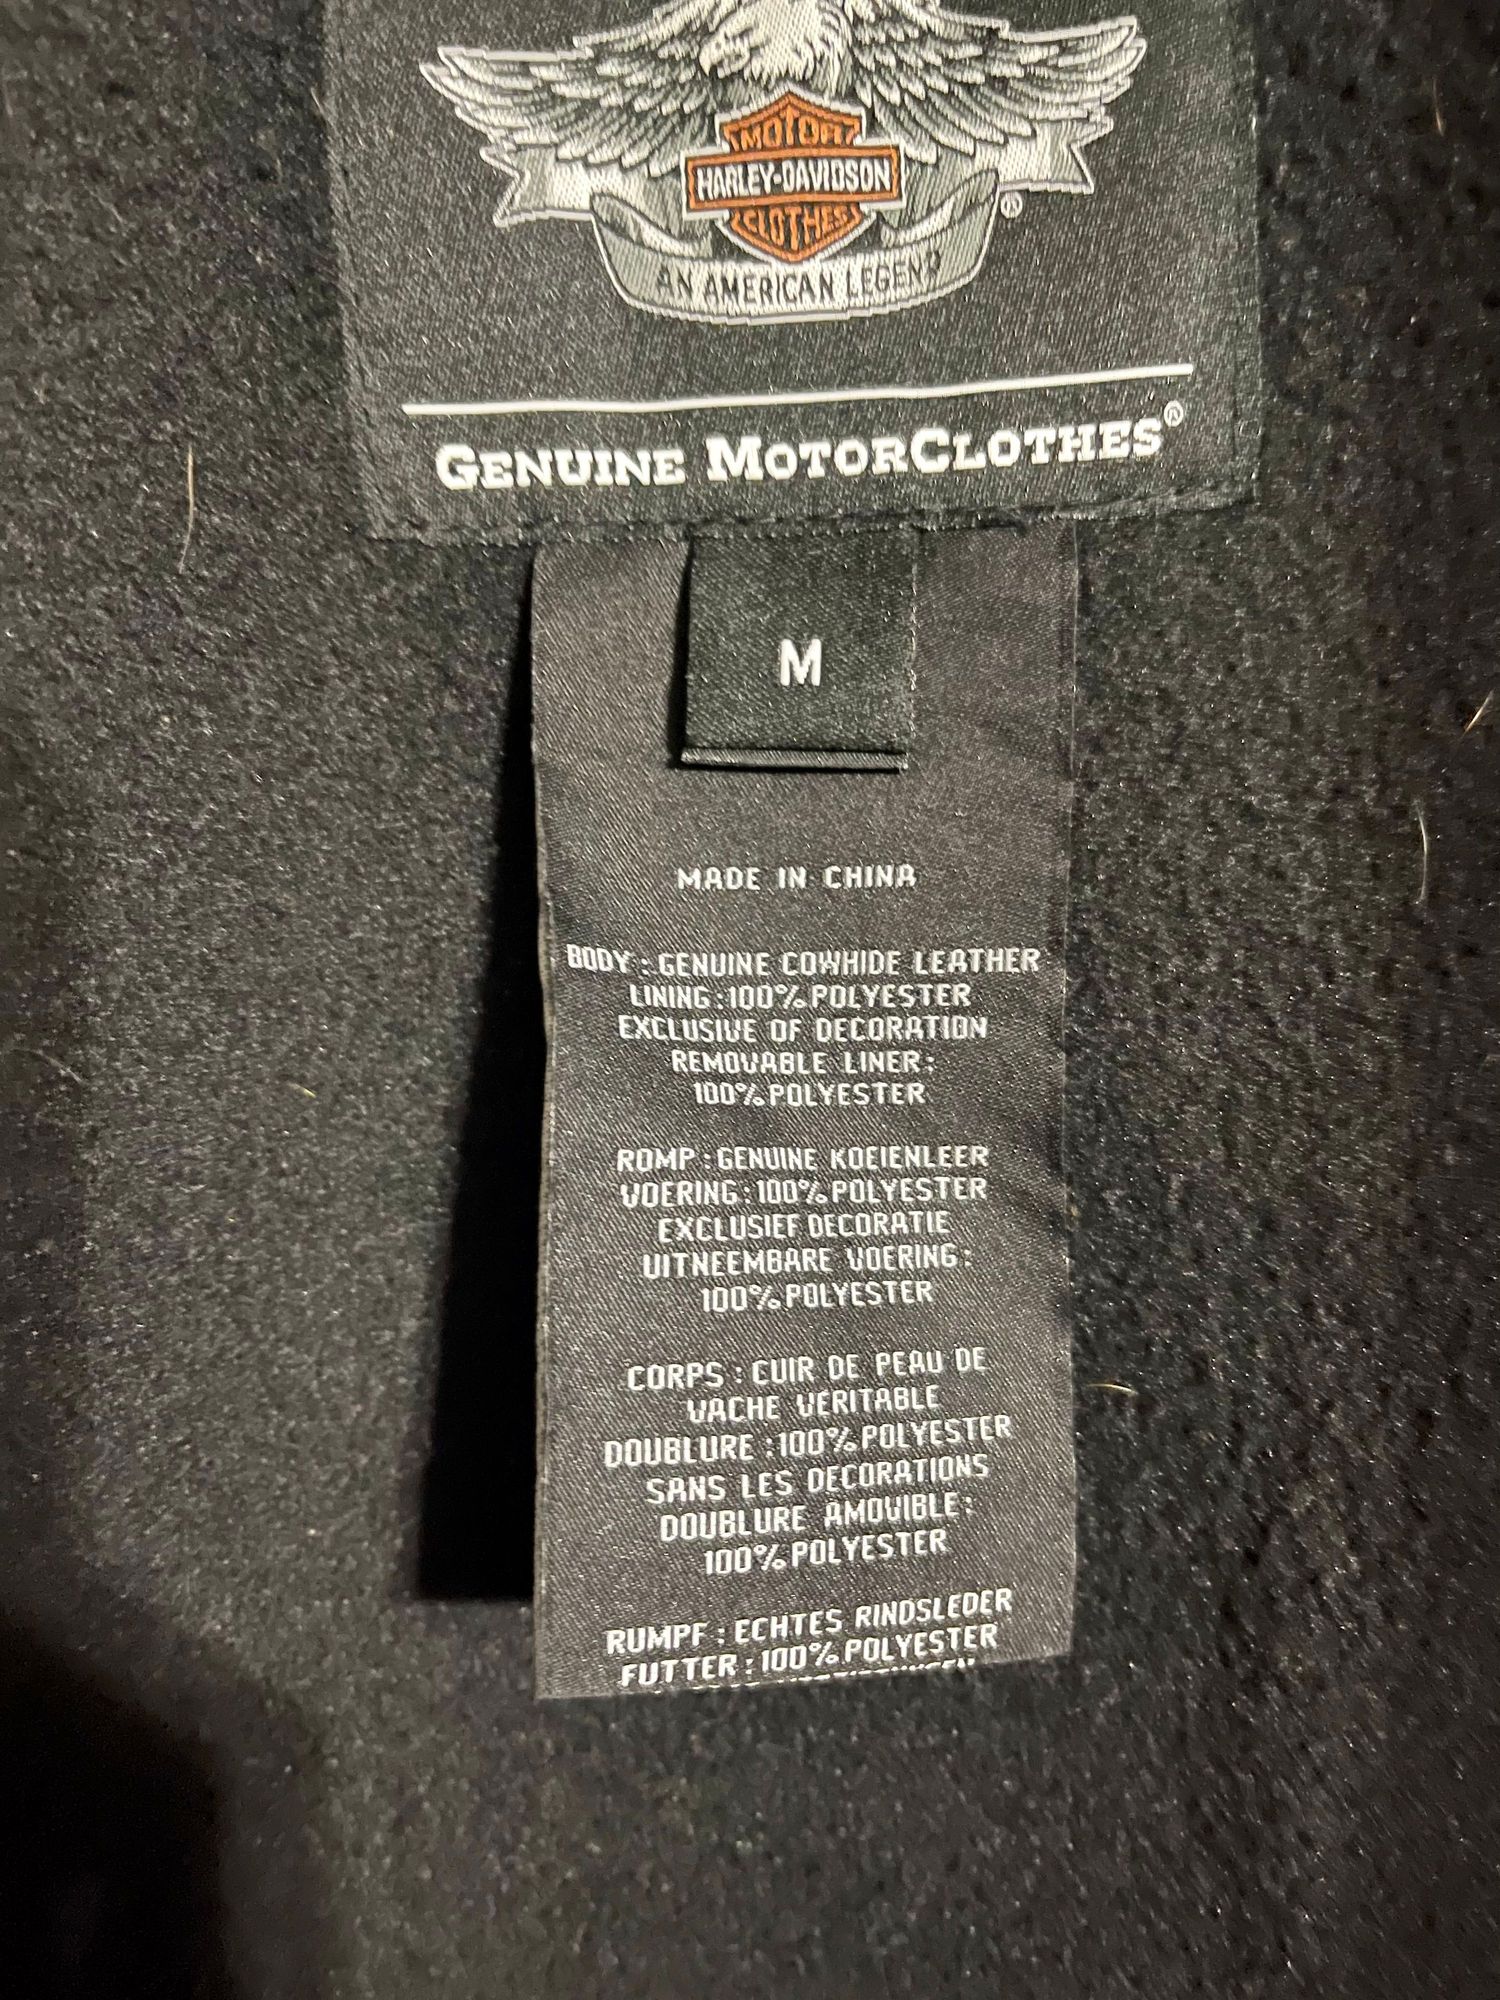 MOTOR
HARLEY-DAVIDSON
CLOTHES
®
AN AMERICAN LEGEND
GENUINE MOTORCLOTHES®
M
MADE IN CHINA
BODY : GENUINE COWHIDE LEATHER
LINING : 100% POLYESTER
EXCLUSIVE OF DECORATION
REMOVABLE LINER :
100% POLYESTER
ROMP : GENUINE KOEIENLEER
VOERING : 100% POLYESTER
EXCLUSIEF DECORATIE
UITNEEMBARE VOERING :
100% POLYESTER
CORPS : CUIR DE PEAU DE
VACHE VERITABLE
DOUBLURE : 100% POLYESTER
SANS LES DECORATIONS
DOUBLURE AMOVIBLE :
100% POLYESTER
RUMPF : ECHTES RINDSLEDER
FUTTER : 100% POLYESTER